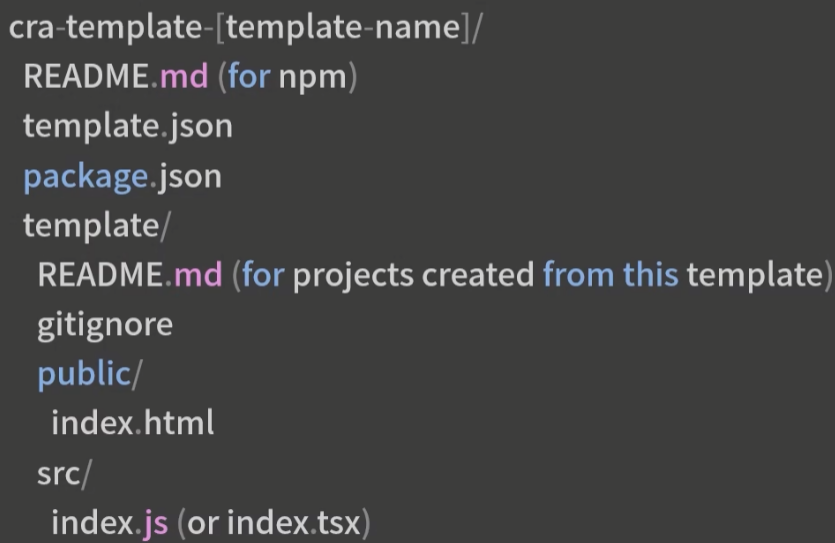 cra-template-[template-name]/
README.md (for npm)
template.json
package.json
template/
README.md (for projects created from this template)
gitignore
public/
index.html
src/
index.js (or index.tsx)